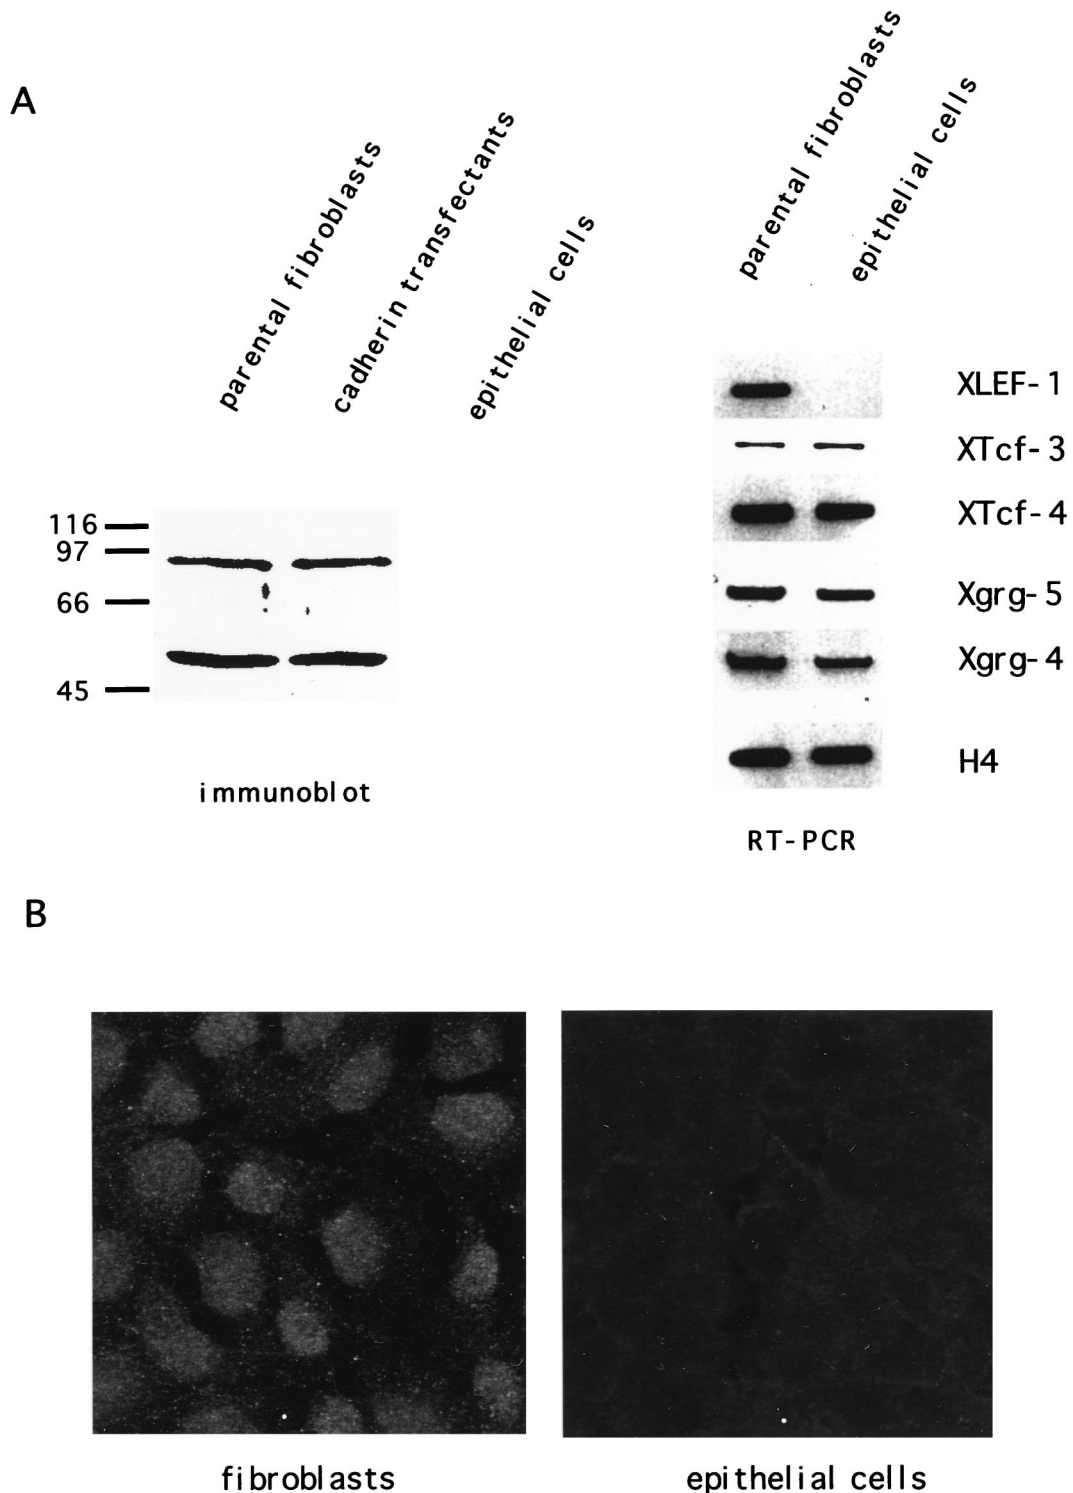 A
parental fibroblasts
cadherin transfectants
epithelial cells
116
97
66
45
immunoblot
parental fibroblasts
epithelial cells
XLEF-1
XTcf-3
XTcf-4
Xgrg-5
Xgrg-4
H4
RT-PCR
B
fibroblasts
epithelial cells